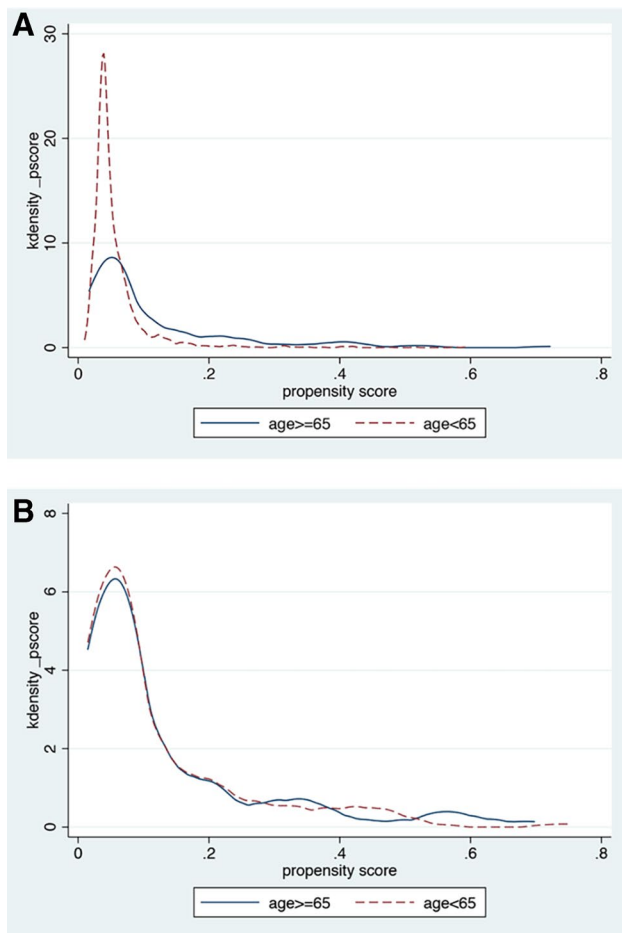 A
30
20
10
0
kdensity _pscore
0 .2 .4 .6 .8
propensity score
age>=65 age<65
B
8
6
4
2
0
kdensity _pscore
0 .2 .4 .6 .8
propensity score
age>=65 age<65